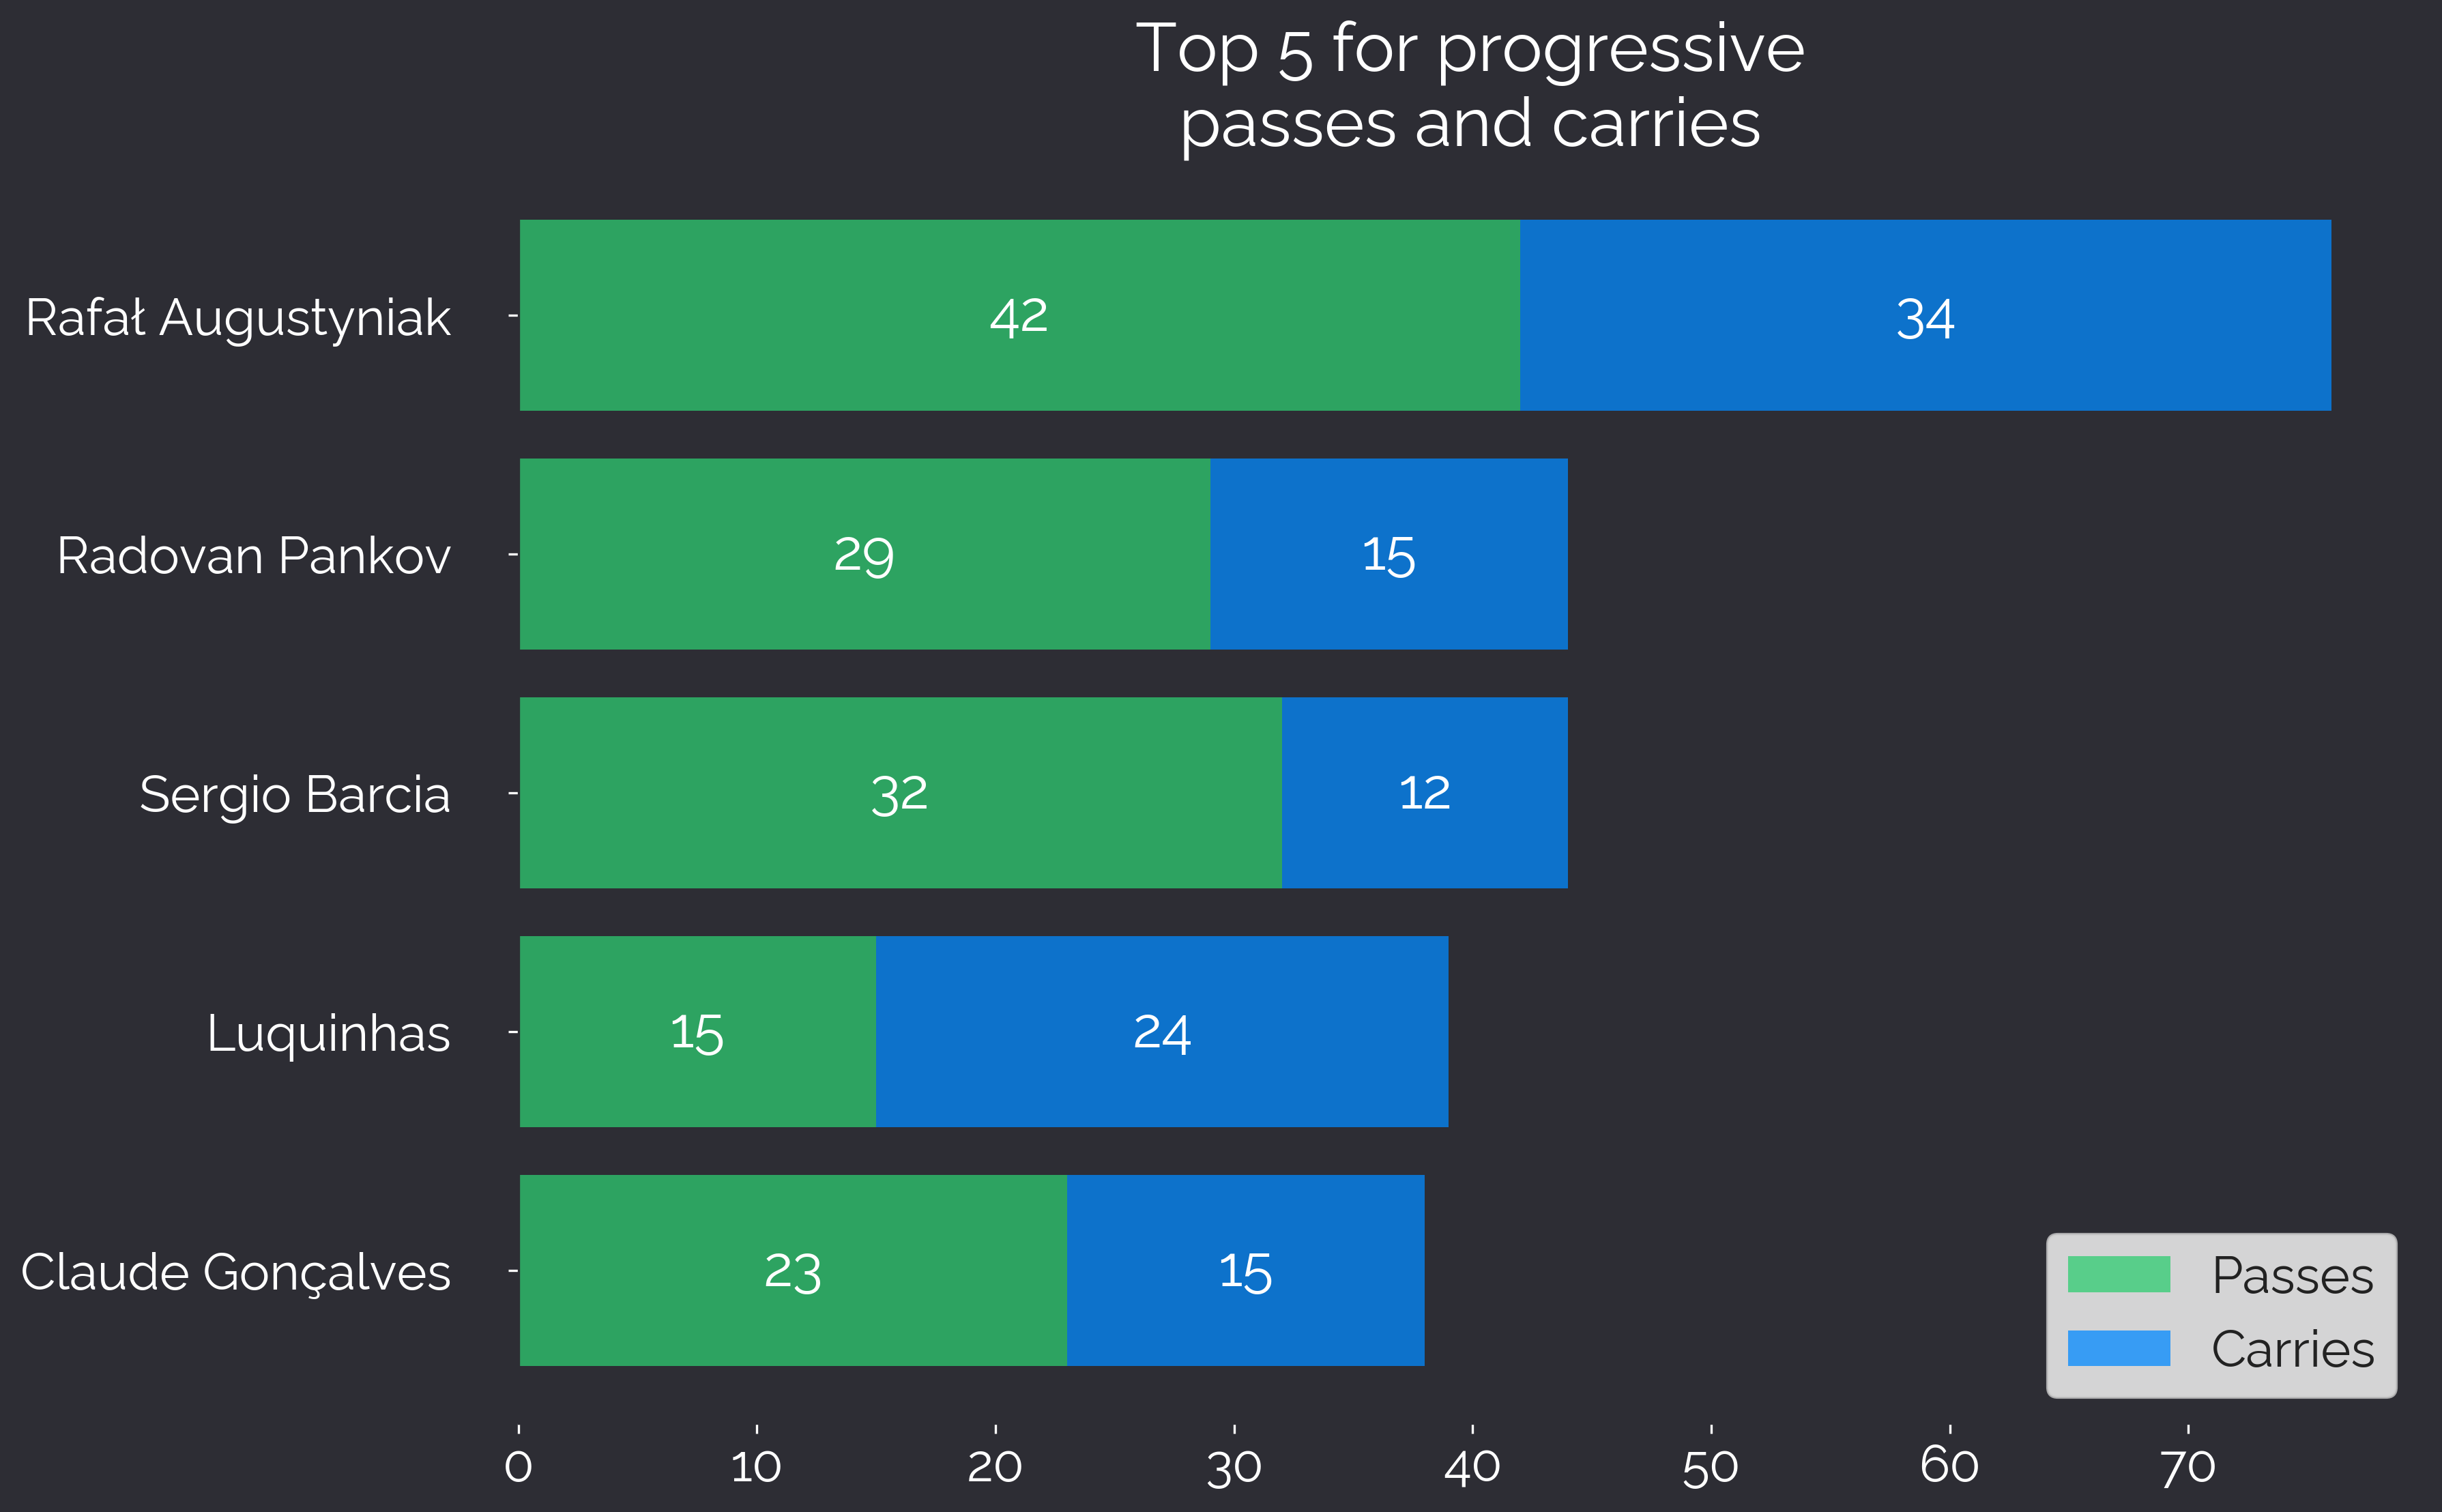 Top 5 for progressive
passes and carries
Rafał Augustyniak
42
34
Radovan Pankov
29
15
Sergio Barcia
32
12
Luquinhas
15
24
Claude Gonçalves
23
15
Passes
Carries
0 10 20 30 40 50 60 70